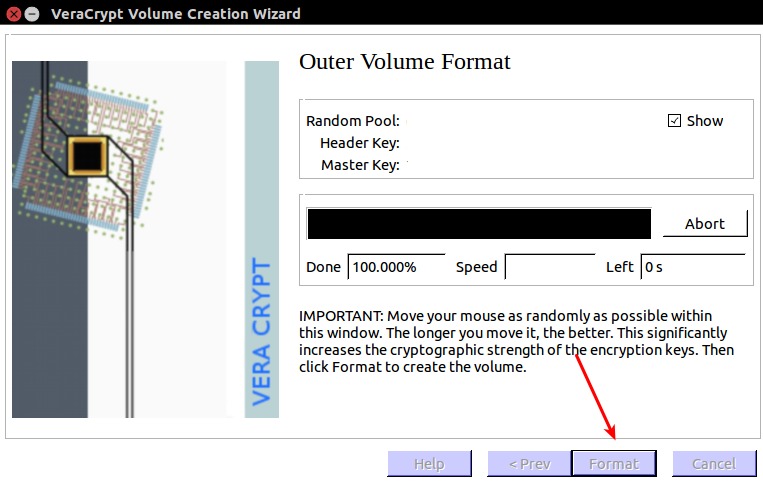 VeraCrypt Volume Creation Wizard
Outer Volume Format
Random Pool:
Show
Header Key:
Master Key:
Abort
Done 100.000% Speed Left 0 s
IMPORTANT: Move your mouse as randomly as possible within
this window. The longer you move it, the better. This significantly
increases the cryptographic strength of the encryption keys. Then
click Format to create the volume.
VERA CRYPT
Help < Prev Format Cancel